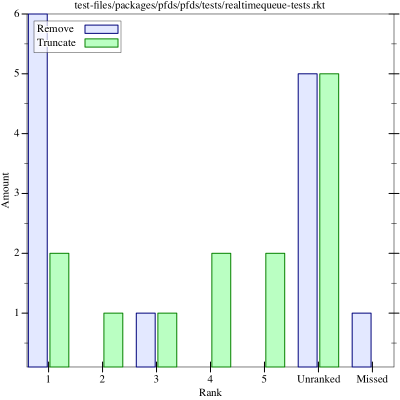 test-files/packages/pfds/pfds/tests/realtimequeue-tests.rkt
Remove
Truncate
6
5
4
3
2
1
Amount
1 2 3 4 5 Unranked Missed
Rank